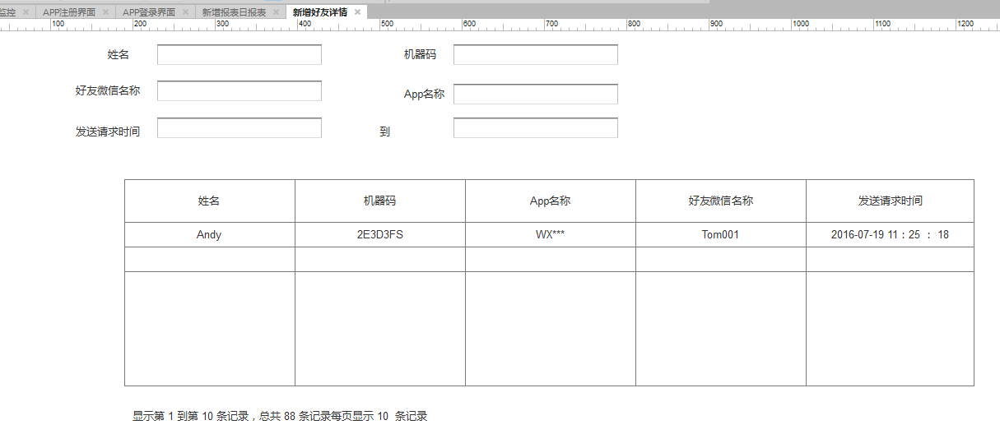 监控 APP注册界面 APP登录界面 新增报表日报表 新增好友详情
100 200 300 400 500 600 700 800 900 1000 1100 1200
姓名 机器码
好友微信名称 App名称
发送请求时间 到
姓名 机器码 App名称 好友微信名称 发送请求时间
Andy 2E3D3FS WX*** Tom001 2016-07-19 11：25 ： 18
显示第 1 到第 10 条记录，总共 88 条记录每页显示 10 条记录